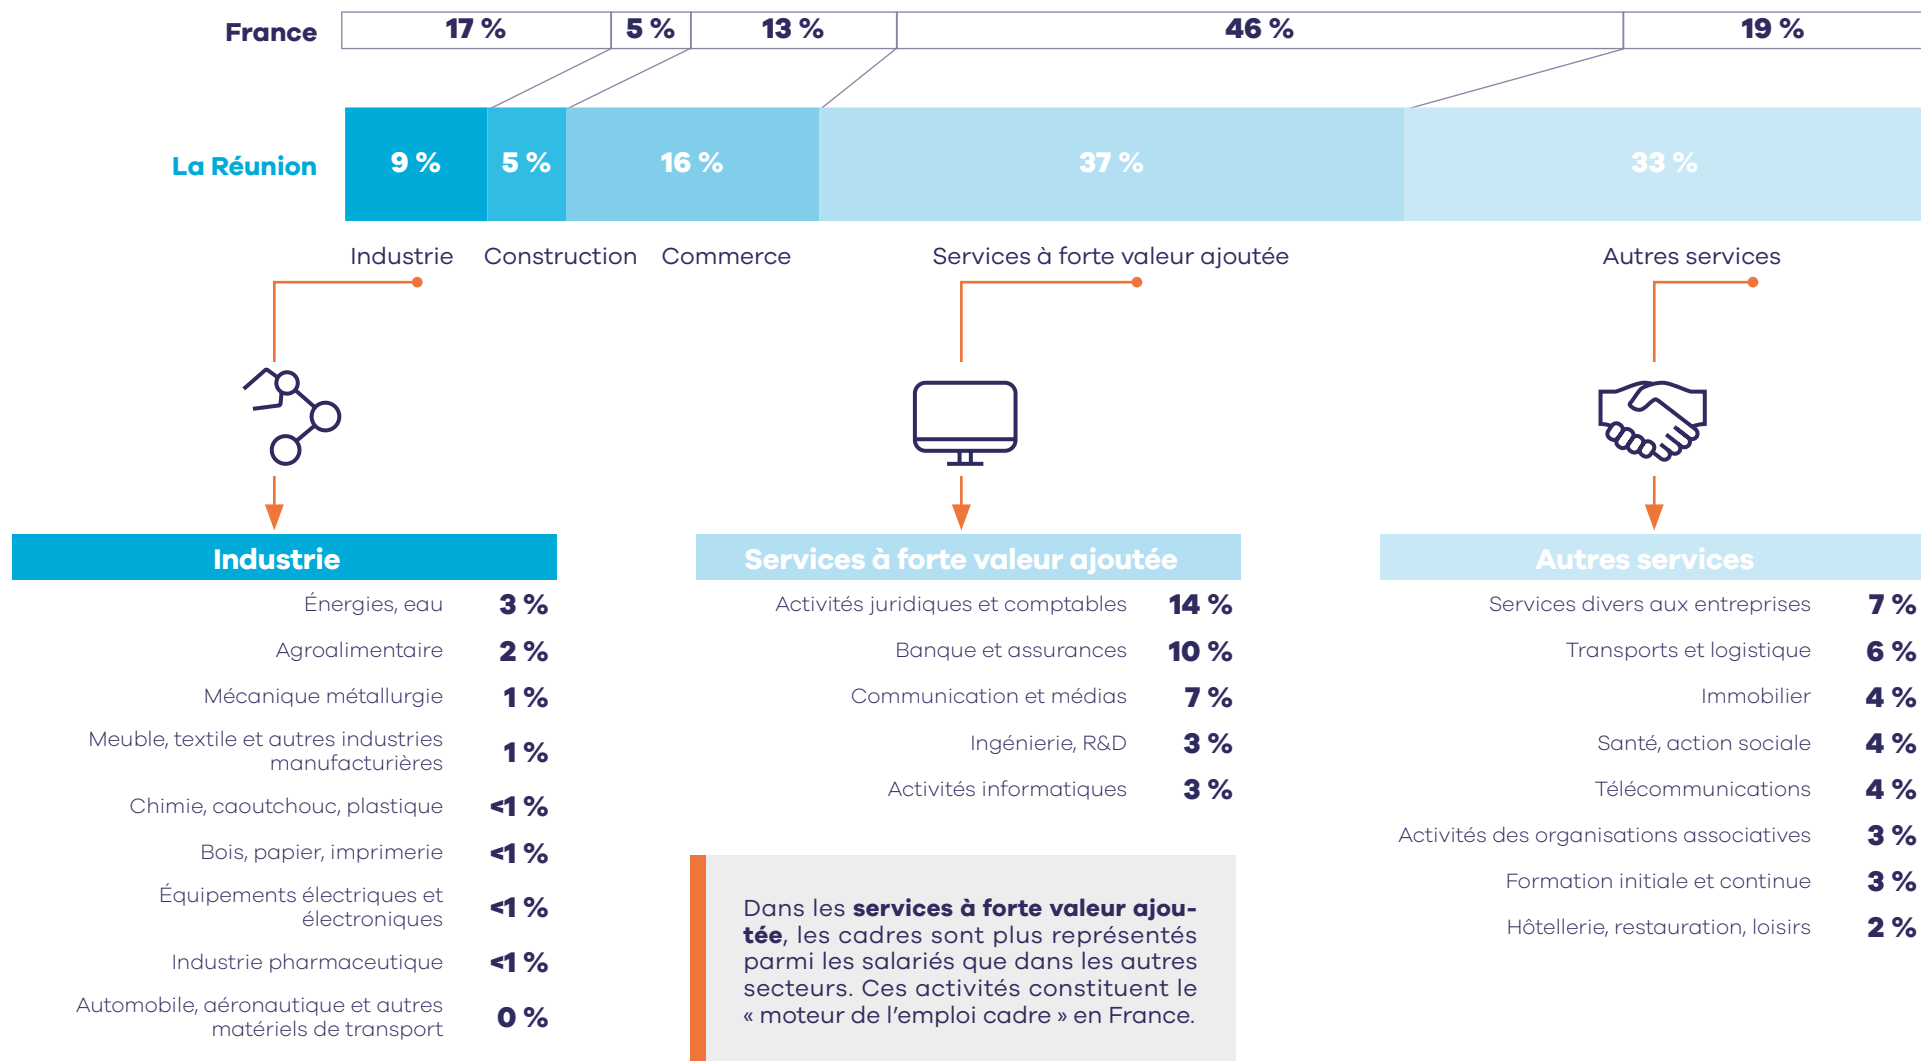 France 17 % 5 % 13 % 46 % 19 %
La Réunion 9 % 5 % 16 % 37 % 33 %
Industrie Construction Commerce Services à forte valeur ajoutée Autres services
Industrie
Énergies, eau 3 %
Agroalimentaire 2 %
Mécanique métallurgie 1 %
Meuble, textile et autres industries
manufacturières 1 %
Chimie, caoutchouc, plastique <1 %
Bois, papier, imprimerie <1 %
Équipements électriques et
électroniques <1 %
Industrie pharmaceutique <1 %
Automobile, aéronautique et autres
matériels de transport 0 %
Services à forte valeur ajoutée
Activités juridiques et comptables 14 %
Banque et assurances 10 %
Communication et médias 7 %
Ingénierie, R&D 3 %
Activités informatiques 3 %
Dans les services à forte valeur ajou-
tée, les cadres sont plus représentés
parmi les salariés que dans les autres
secteurs. Ces activités constituent le
« moteur de l’emploi cadre » en France.
Autres services
Services divers aux entreprises 7 %
Transports et logistique 6 %
Immobilier 4 %
Santé, action sociale 4 %
Télécommunications 4 %
Activités des organisations associatives 3 %
Formation initiale et continue 3 %
Hôtellerie, restauration, loisirs 2 %